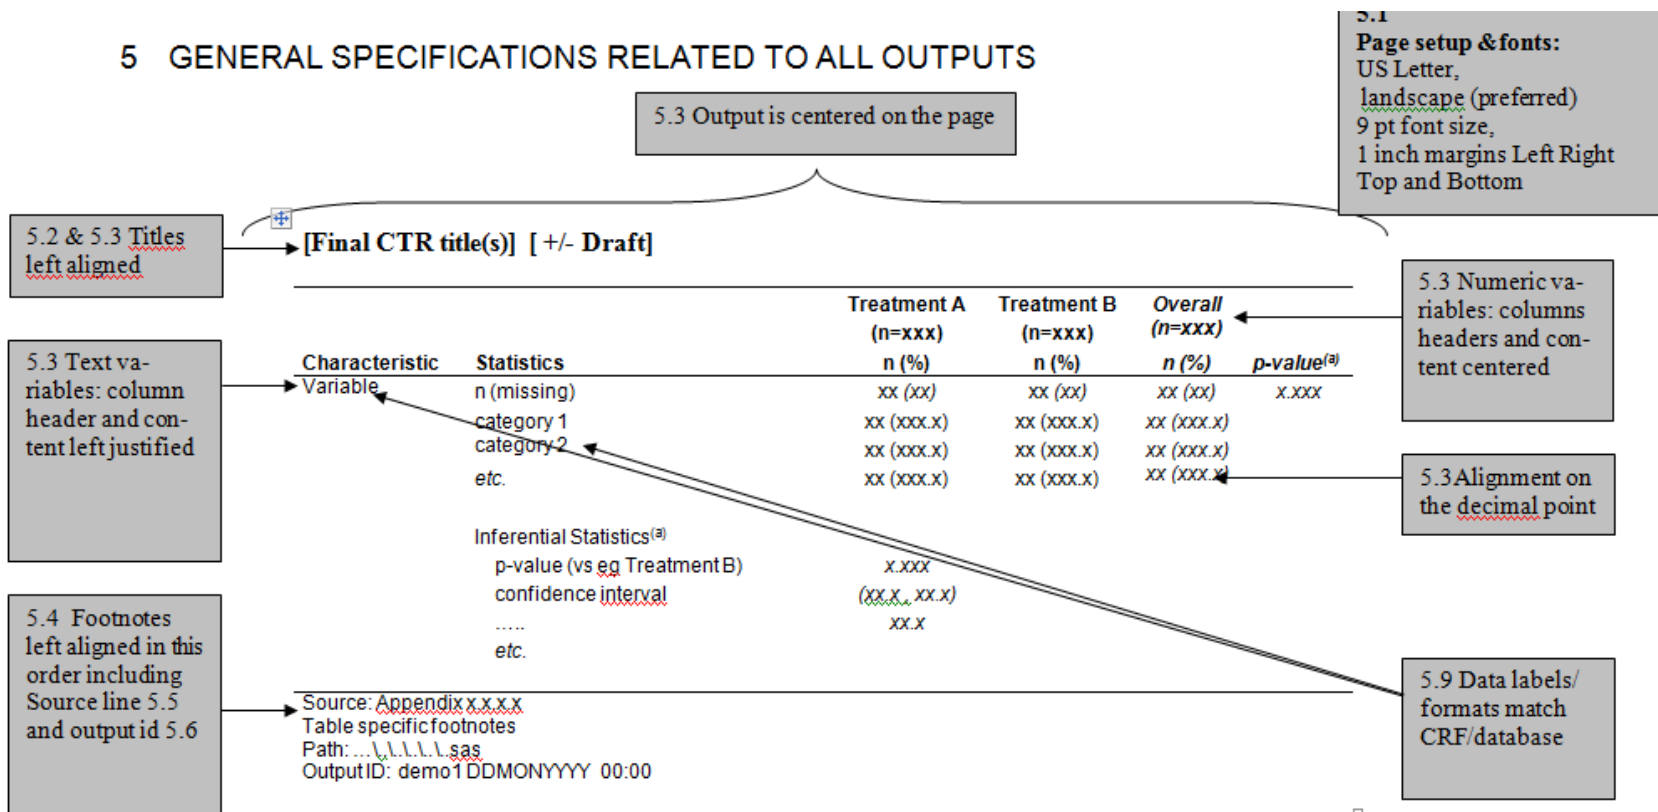 5.1
Page setup &fonts:
US Letter,
landscape (preferred)
9 pt font size,
1 inch margins Left Right
Top and Bottom
5 GENERAL SPECIFICATIONS RELATED TO ALL OUTPUTS
5.3 Output is centered on the page
5.2 & 5.3 Titles
left aligned
[Final CTR title(s)] [ +/- Draft]
5.3 Numeric va-
riables: columns
headers and con-
tent centered
Treatment A Treatment B Overall
(n=xxx) (n=xxx) (n=xxx)
Characteristic Statistics n (%) n (%) n (%) p-value(a)
Variable n (missing) xx (xx) xx (xx) xx (xx) x.xxx
category 1 xx (xxx.x) xx (xxx.x) xx (xxx.x)
category 2 xx (xxx.x) xx (xxx.x) xx (xxx.x)
etc. xx (xxx.x) xx (xxx.x) xx (xxx.x)
5.3 Text va-
riables: column
header and con-
tent left justified
5.3Alignment on
the decimal point
Inferential Statistics(a)
p-value (vs eg Treatment B) x.xxx
confidence interval (xx.x , xx.x)
..... xx.x
etc.
5.4 Footnotes
left aligned in this
order including
Source line 5.5
and output id 5.6
5.9 Data labels/
formats match
CRF/database
Source: Appendix x.x.x.x
Table specific footnotes
Path: ...\.\..\..\..\..sas
Output ID: demo1 DDMONYYYY 00:00